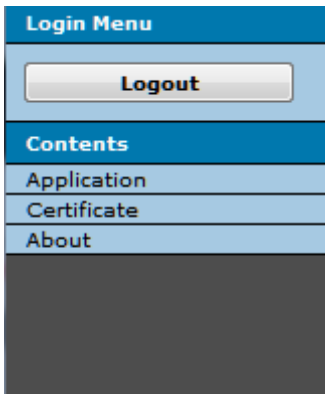 Login Menu
Logout
Contents
Application
Certificate
About